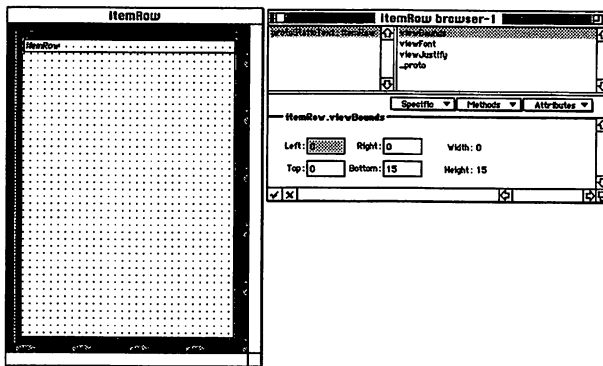 itemRow
itemRow
itemRow browser-1
viewBounds
viewFont
viewJustify
_proto
Specific
Methods
Attributes
itemRow.viewBounds
Left: 0
Right: 0
Width: 0
Top: 0
Bottom: 15
Height: 15